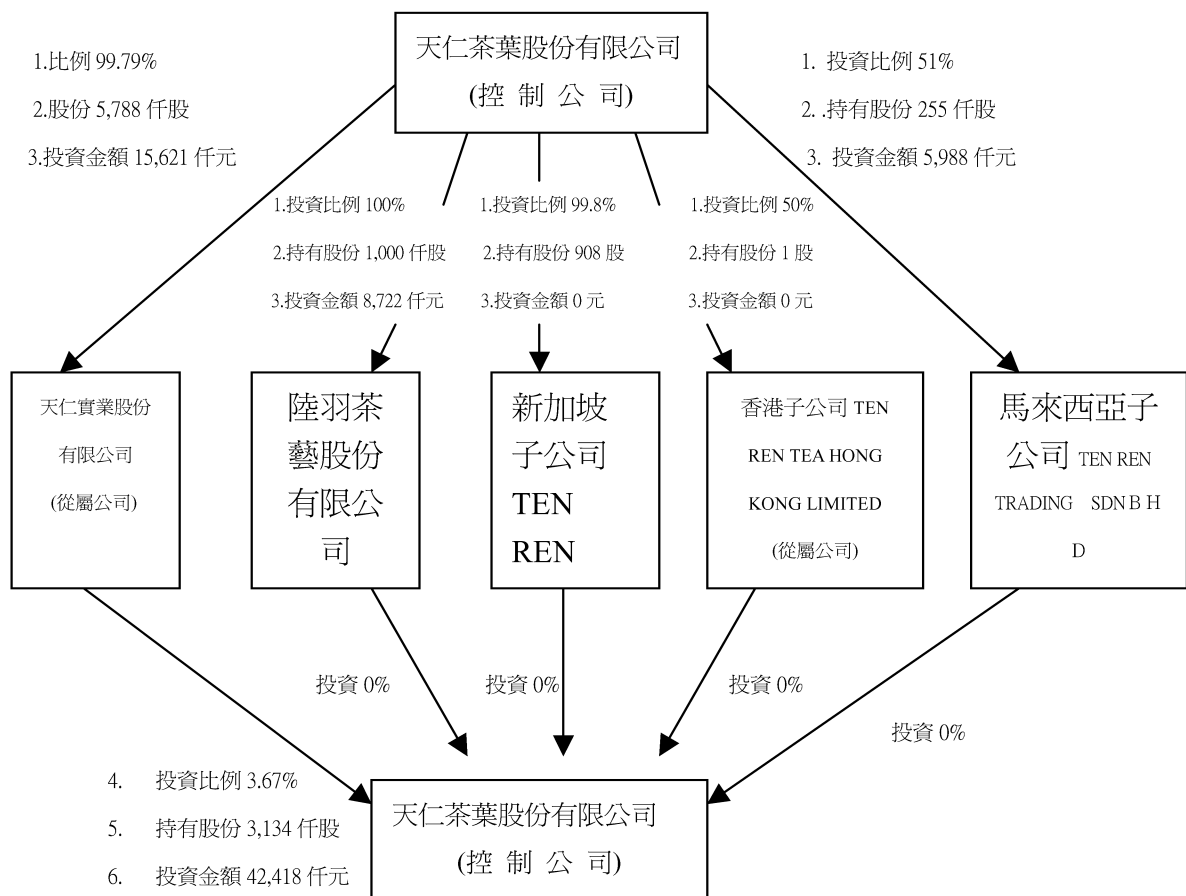 天仁茶葉股份有限公司
(控 制 公 司)
1.比例 99.79%
2.股份 5,788 仟股
3.投資金額 15,621 仟元
1. 投資比例 51%
2. .持有股份 255 仟股
3. 投資金額 5,988 仟元
1.投資比例 100%
2.持有股份 1,000 仟股
3.投資金額 8,722 仟元
1.投資比例 99.8%
2.持有股份 908 股
3.投資金額 0 元
1.投資比例 50%
2.持有股份 1 股
3.投資金額 0 元
天仁實業股份
有限公司
(從屬公司)
陸羽茶
藝股份
有限公
司
新加坡
子公司
TEN
REN
香港子公司 TEN
REN TEA HONG
KONG LIMITED
(從屬公司)
馬來西亞子
公司 TEN REN
TRADING SDN B H
D
投資 0%
投資 0%
投資 0%
投資 0%
4. 投資比例 3.67%
5. 持有股份 3,134 仟股
6. 投資金額 42,418 仟元
天仁茶葉股份有限公司
(控 制 公 司)